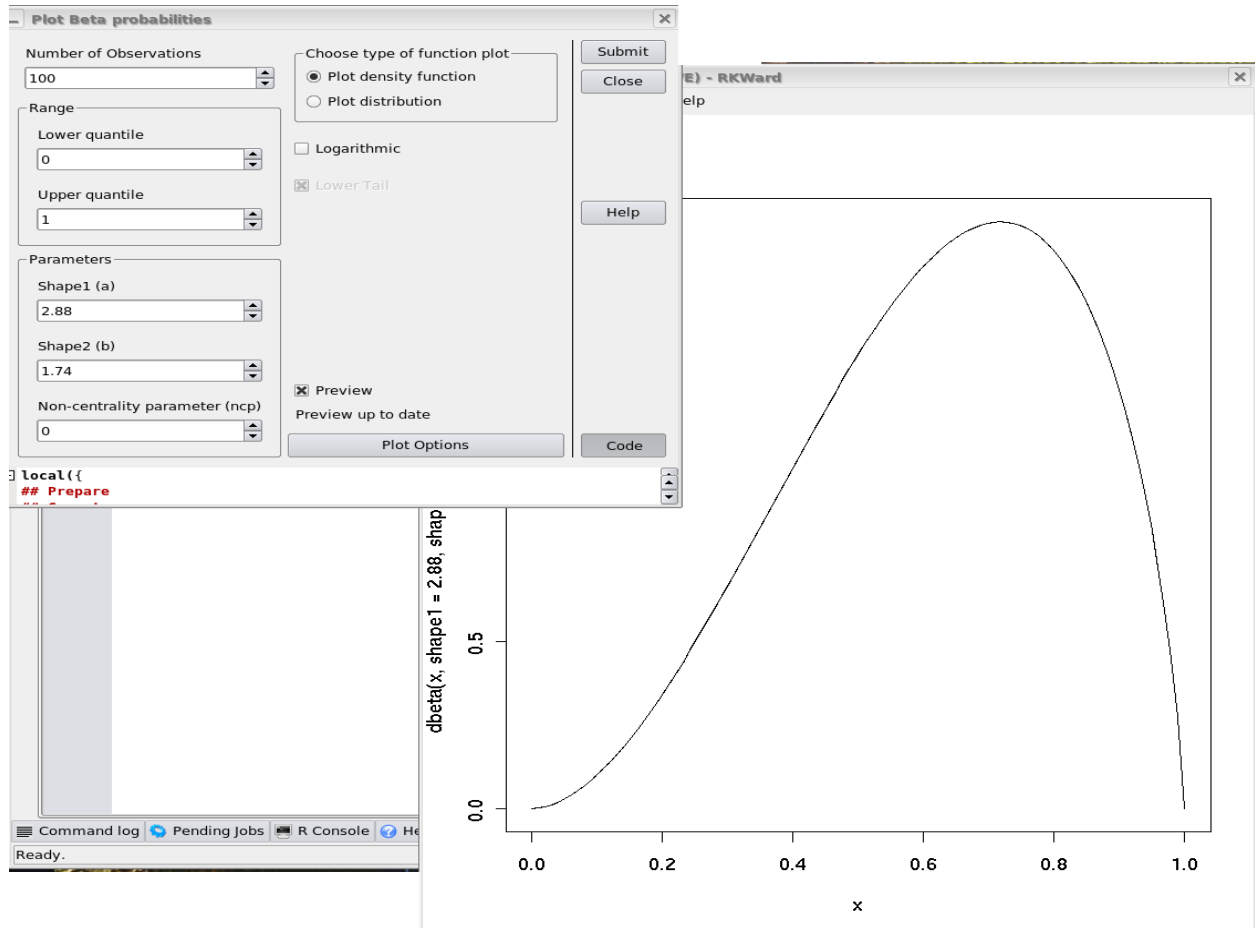 Plot Beta probabilities
Number of Observations
100
Range
Lower quantile
0
Upper quantile
1
Parameters
Shape1 (a)
2.88
Shape2 (b)
1.74
Non-centrality parameter (ncp)
0
Choose type of function plot
Plot density function
Plot distribution
Logarithmic
Lower Tail
Preview
Preview up to date
Plot Options
Submit
Close
Help
Code
local({
## Prepare
E) - RKWard
elp
dbeta(x, shape1 = 2.88, shap
0.5
0.0
0.0 0.2 0.4 0.6 0.8 1.0
x
Command log Pending Jobs R Console He
Ready.